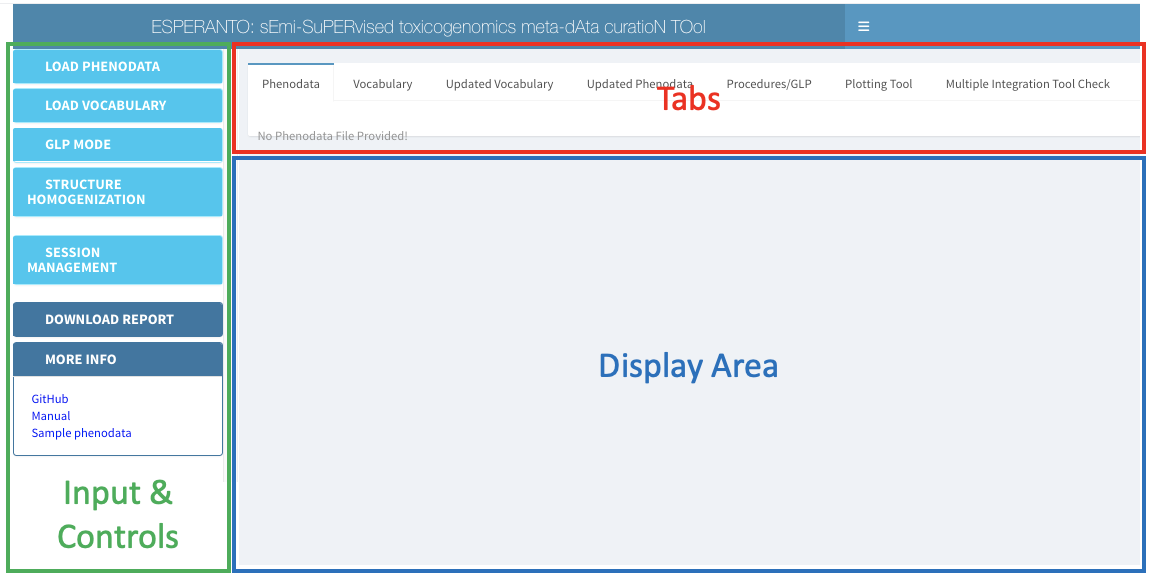 ESPERANTO: sEmi-SuPERvised toxicogenomics meta-dAta curatioN TOol
LOAD PHENODATA
LOAD VOCABULARY
GLP MODE
STRUCTURE
HOMOGENIZATION
SESSION
MANAGEMENT
DOWNLOAD REPORT
MORE INFO
GitHub
Manual
Sample phenodata
Input &
Controls
Phenodata Vocabulary Updated Vocabulary Updated Phenodata Procedures/GLP Plotting Tool Multiple Integration Tool Check
Tabs
No Phenodata File Provided!
Display Area